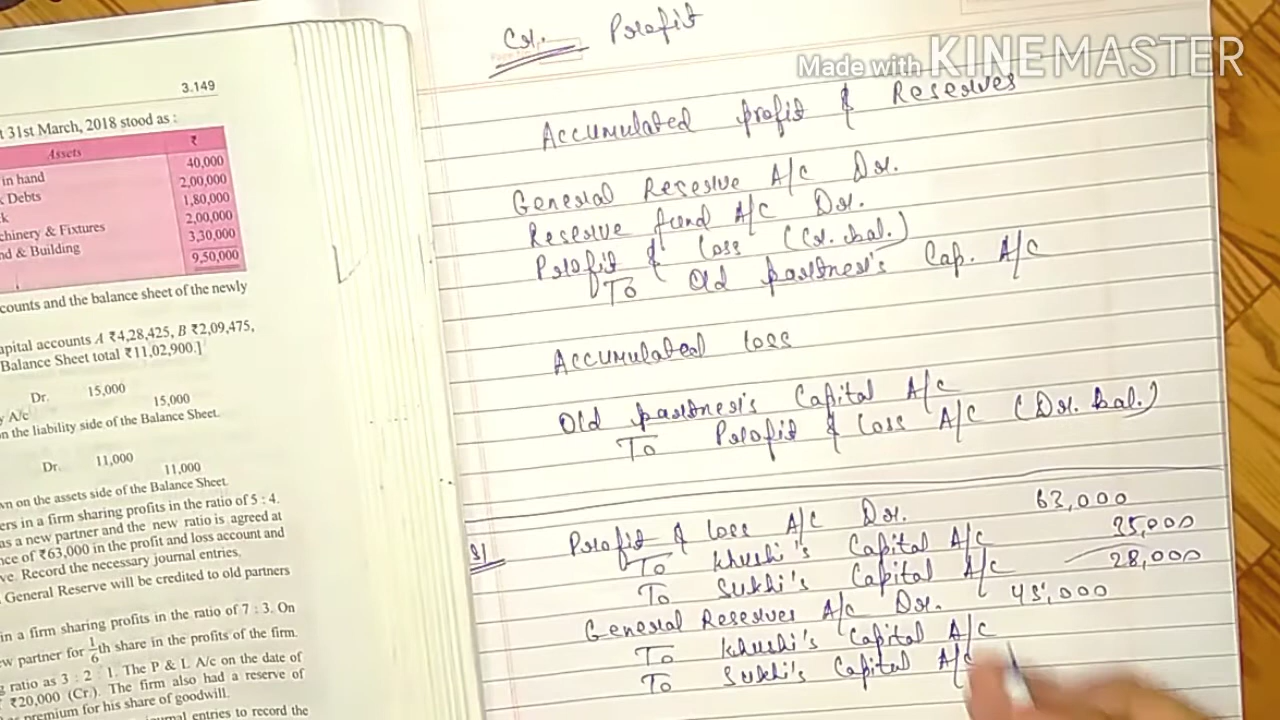 3.149
t 31st March, 2018 stood as :
Assets ₹
in hand 40,000
Debts 2,00,000
k 1,80,000
chinery & Fixtures 2,00,000
nd & Building 3,30,000
9,50,000
counts and the balance sheet of the newly
apital accounts A ₹4,28,425, B ₹2,09,475,
Balance Sheet total ₹11,02,900.]
Dr. 15,000
y A/c 15,000
n the liability side of the Balance Sheet.
Dr. 11,000
11,000
wn on the assets side of the Balance Sheet.
ers in a firm sharing profits in the ratio of 5 : 4.
as a new partner and the new ratio is agreed at
nce of ₹63,000 in the profit and loss account and
ve. Record the necessary journal entries.
General Reserve will be credited to old partners
in a firm sharing profits in the ratio of 7 : 3. On
ew partner for 1/6th share in the profits of the firm.
g ratio as 3 : 2 : 1. The P & L A/c on the date of
₹20,000 (Cr.). The firm also had a reserve of
premium for his share of goodwill.
nal entries to record the
Cr. Profit
Made with KINEMASTER
Accumulated profit & Reserves
General Reserve A/c Dr.
Reserve fund A/c Dr.
Profit & loss (Cr. bal.)
To Old partner's Cap. A/c
Accumulated loss
Old partner's Capital A/c
To Profit & Loss A/c (Dr. bal.)
31 Profit & loss A/c Dr. 63,000
To Khushi's Capital A/c 35,000
To Sukhi's Capital A/c 28,000
General Reserves A/c Dr. 45,000
To Khushi's Capital A/c
To Sukhi's Capital A/c